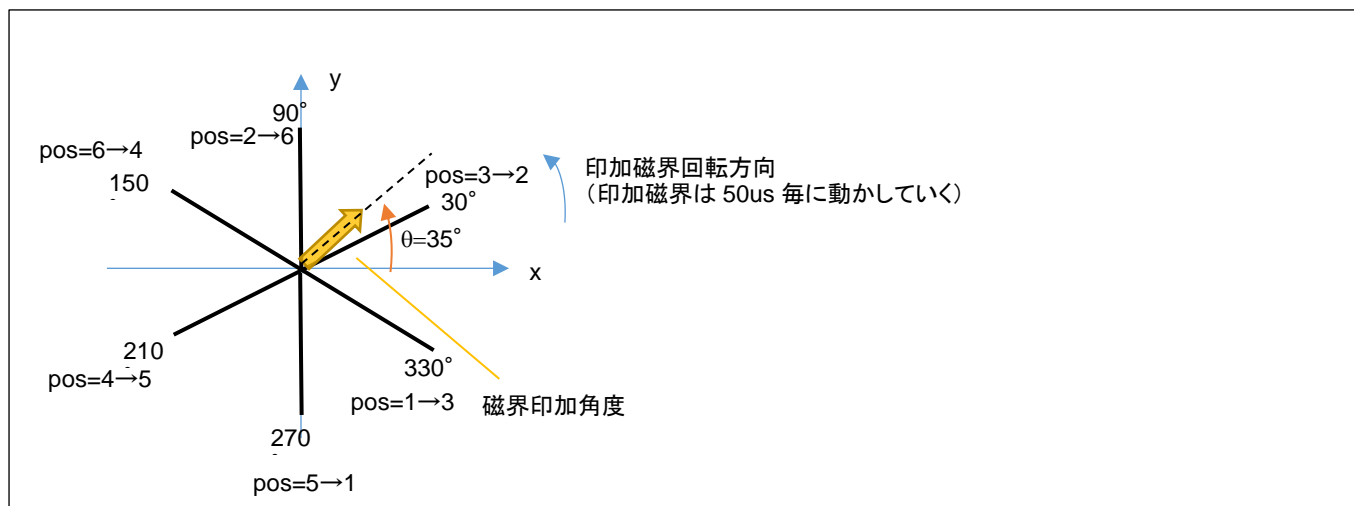 y
90°
pos=2→6
pos=6→4
150
pos=3→2
30°
θ=35°
印加磁界回転方向
（印加磁界は 50us 毎に動かしていく）
x
210
pos=4→5
330°
pos=1→3
磁界印加角度
270
pos=5→1